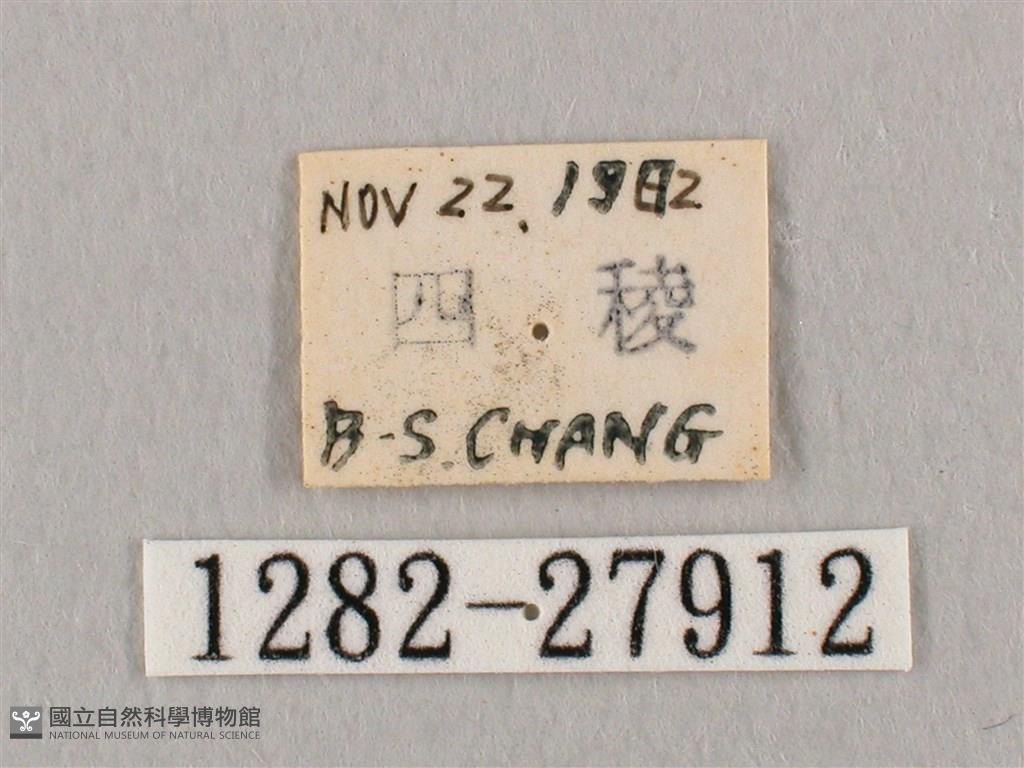 NOV 22, 1982
四稜
B-S. CHANG
1282-27912
國立自然科學博物館
NATIONAL MUSEUM OF NATURAL SCIENCE